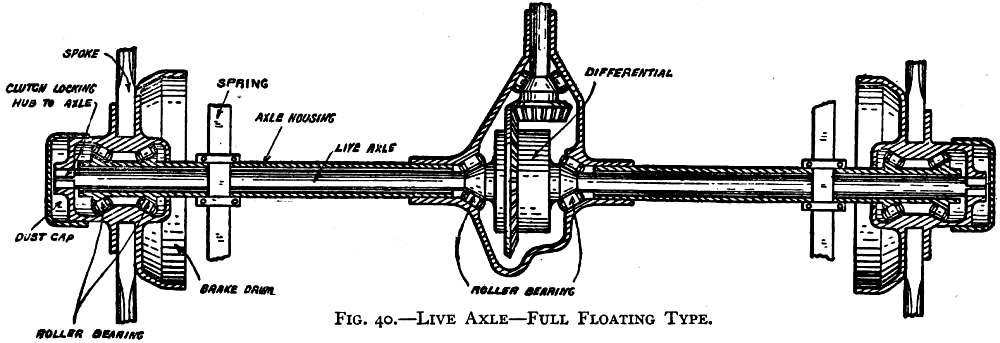 SPOKE
CLUTCH LOCKING
HUB TO AXLE
SPRING
AXLE HOUSING
LIVE AXLE
DIFFERENTIAL
DUST CAP
BRAKE DRUM
ROLLER BEARING
ROLLER BEARING
FIG. 40.—LIVE AXLE—FULL FLOATING TYPE.